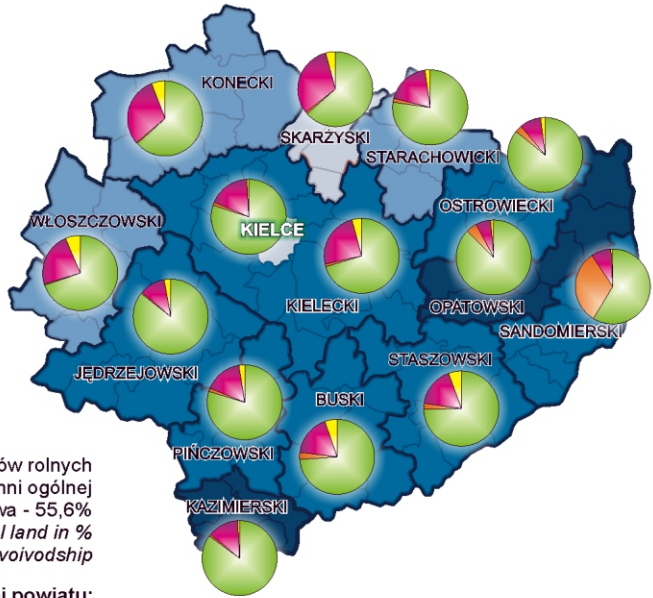 KONECKI
SKARŻYSKI
STARACHOWICKI
OSTROWIECKI
WŁOSZCZOWSKI
KIELCE
KIELECKI
OPATOWSKI
SANDOMIERSKI
JĘDRZEJOWSKI
STASZOWSKI
BUSKI
PIŃCZOWSKI
KAZIMIERSKI
ów rolnych
ni ogólnej
wa - 55,6%
l land in %
voivodship
j powiatu: